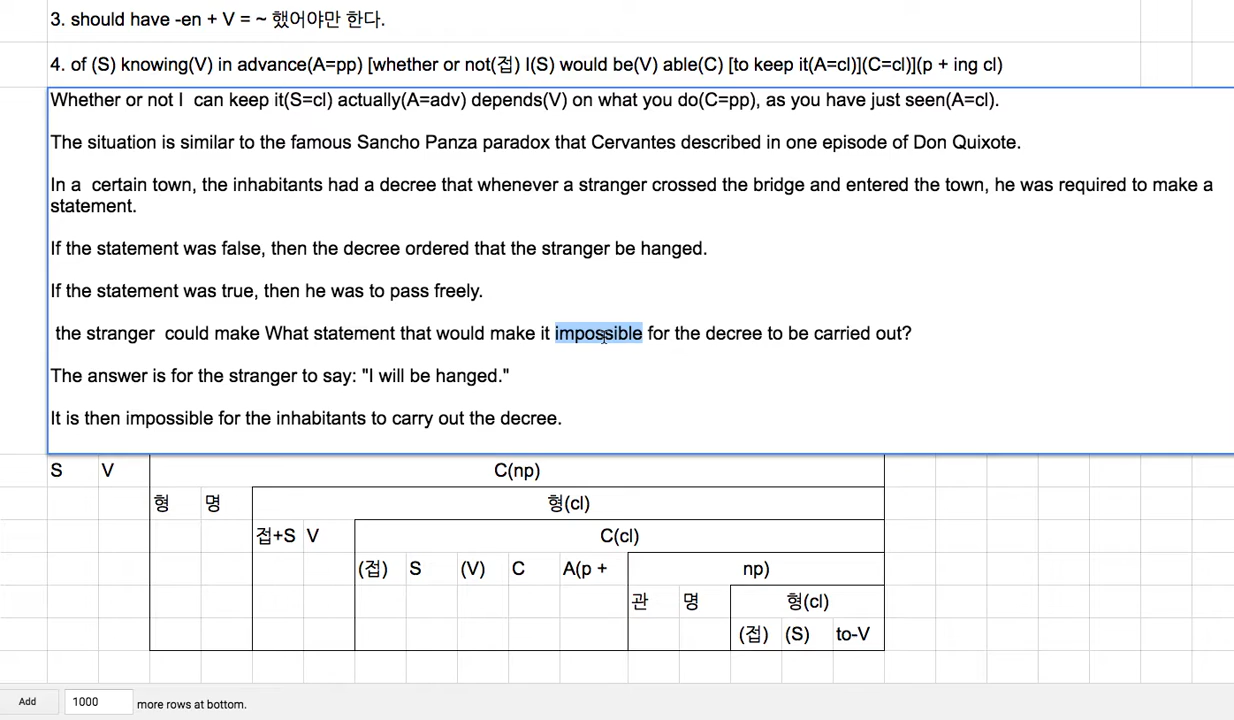 3. should have -en + V = ~ 했어야만 한다.
4. of (S) knowing(V) in advance(A=pp) [whether or not(접) I(S) would be(V) able(C) [to keep it(A=cl)](C=cl)](p + ing cl)
Whether or not I  can keep it(S=cl) actually(A=adv) depends(V) on what you do(C=pp), as you have just seen(A=cl).
The situation is similar to the famous Sancho Panza paradox that Cervantes described in one episode of Don Quixote.
In a  certain town, the inhabitants had a decree that whenever a stranger crossed the bridge and entered the town, he was required to make a
statement.
If the statement was false, then the decree ordered that the stranger be hanged.
If the statement was true, then he was to pass freely.
the stranger  could make What statement that would make it impossible for the decree to be carried out?
The answer is for the stranger to say: "I will be hanged."
It is then impossible for the inhabitants to carry out the decree.
S V C(np)
형 명 형(cl)
접+S V C(cl)
(접) S (V) C A(p + np)
관 명 형(cl)
(접) (S) to-V
Add 1000 more rows at bottom.